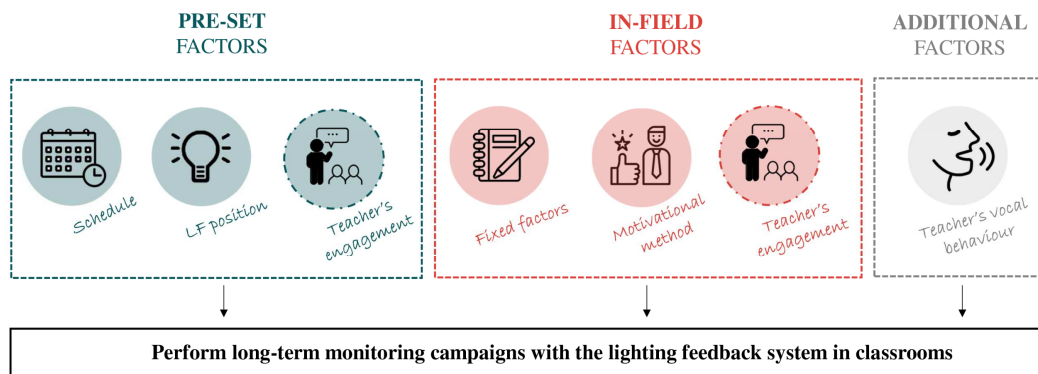 PRE-SET
FACTORS
IN-FIELD
FACTORS
ADDITIONAL
FACTORS
Schedule
LF position
Teacher's
engagement
Fixed factors
Motivational
method
Teacher's
engagement
Teacher's vocal
behaviour
Perform long-term monitoring campaigns with the lighting feedback system in classrooms